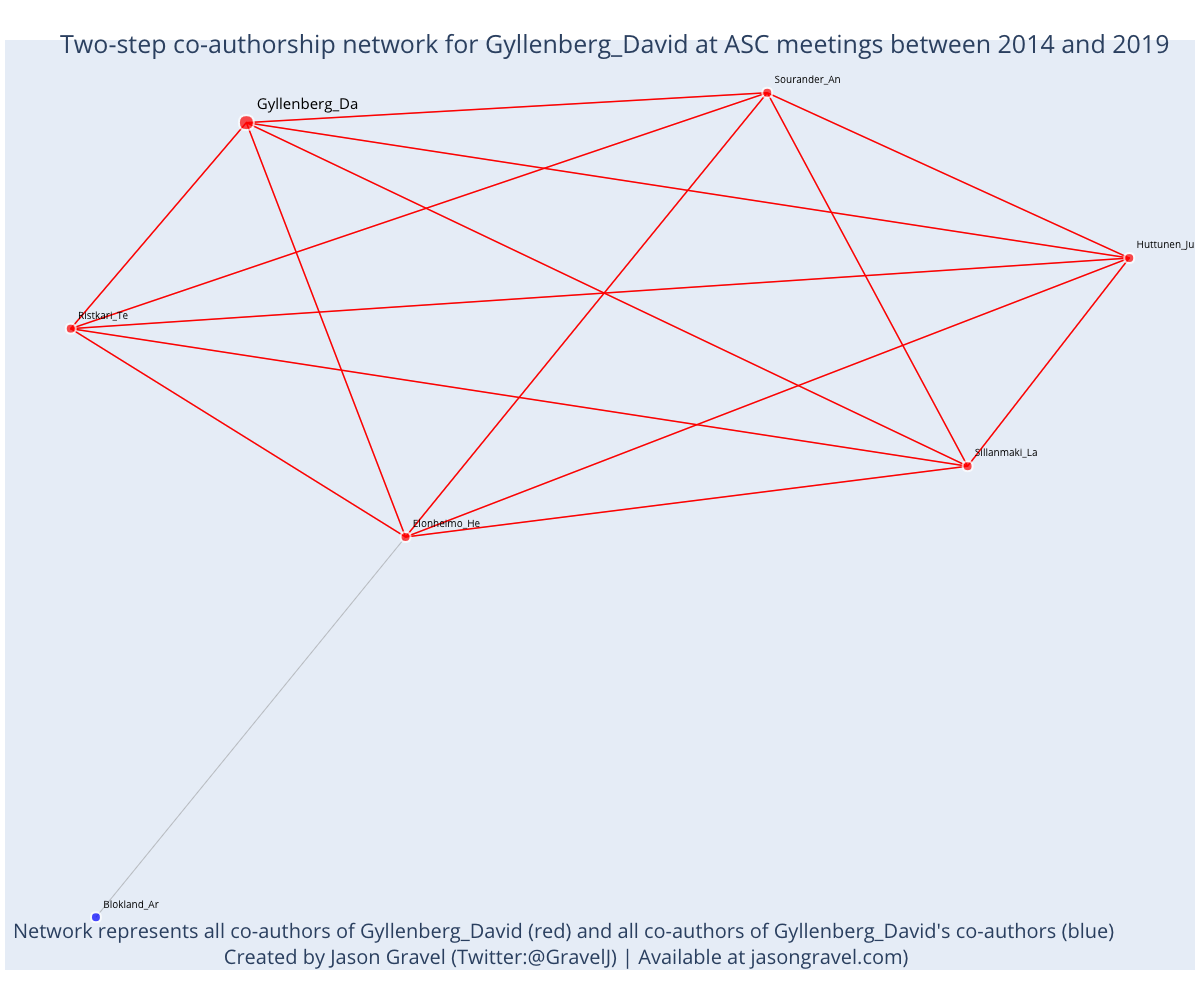 Two-step co-authorship network for Gyllenberg_David at ASC meetings between 2014 and 2019
Sourander_An
Gyllenberg_Da
Huttunen_Ju
Ristkari_Te
Sillanmaki_La
Elonheimo_He
Blokland_Ar
Network represents all co-authors of Gyllenberg_David (red) and all co-authors of Gyllenberg_David's co-authors (blue)
Created by Jason Gravel (Twitter:@GravelJ) | Available at jasongravel.com)